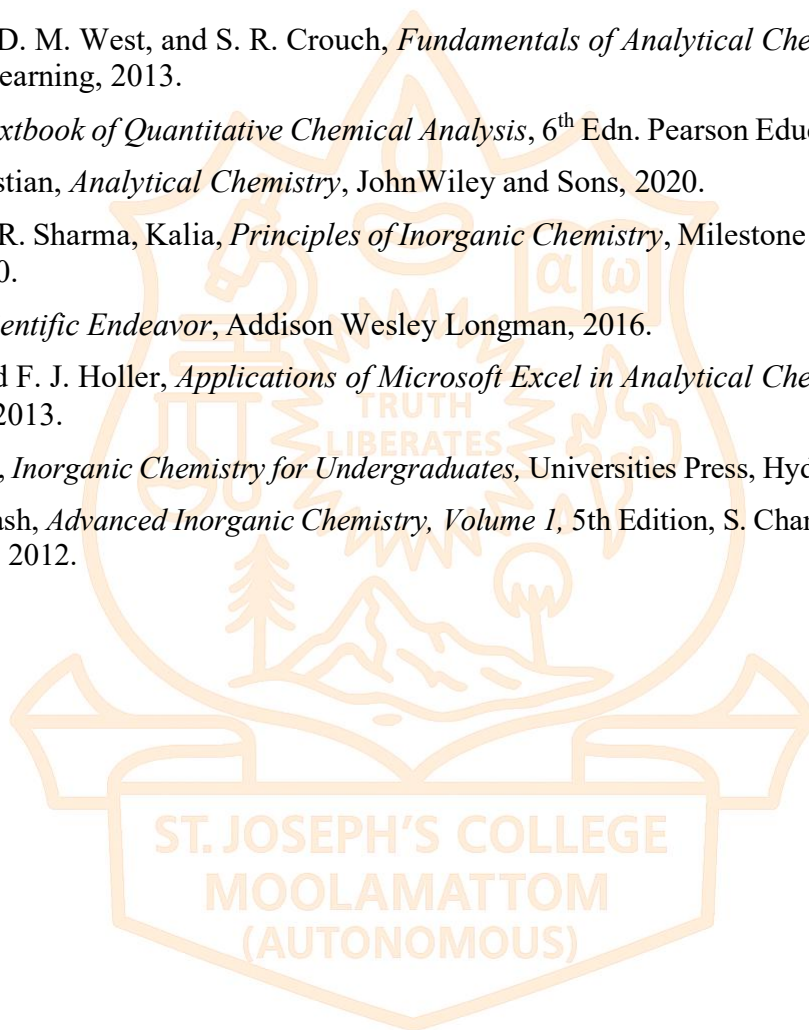 D. M. West, and S. R. Crouch, Fundamentals of Analytical Che
earning, 2013.
xtbook of Quantitative Chemical Analysis, 6th Edn. Pearson Educ
stian, Analytical Chemistry, JohnWiley and Sons, 2020.
R. Sharma, Kalia, Principles of Inorganic Chemistry, Milestone
0.
entific Endeavor, Addison Wesley Longman, 2016.
d F. J. Holler, Applications of Microsoft Excel in Analytical Che
2013.
, Inorganic Chemistry for Undergraduates, Universities Press, Hyd
ash, Advanced Inorganic Chemistry, Volume 1, 5th Edition, S. Chan
2012.
α ω
TRUTH
LIBERATES
ST. JOSEPH'S COLLEGE
MOOLAMATTOM
(AUTONOMOUS)